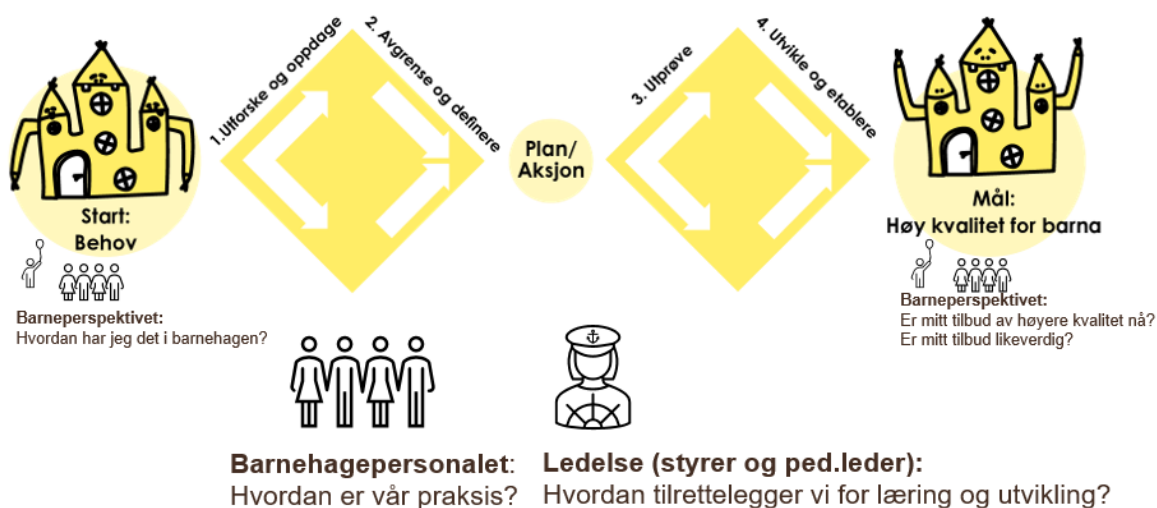 1.Utforske og oppdage
2. Avgrense og definere
3. Utprøve
4. Utvikle og etablere
Start:
Behov
Plan/
Aksjon
Mål:
Høy kvalitet for barna
Barneperspektivet:
Hvordan har jeg det i barnehagen?
Barneperspektivet:
Er mitt tilbud av høyere kvalitet nå?
Er mitt tilbud likeverdig?
Barnehagepersonalet:
Hvordan er vår praksis?
Ledelse (styrer og ped.leder):
Hvordan tilrettelegger vi for læring og utvikling?